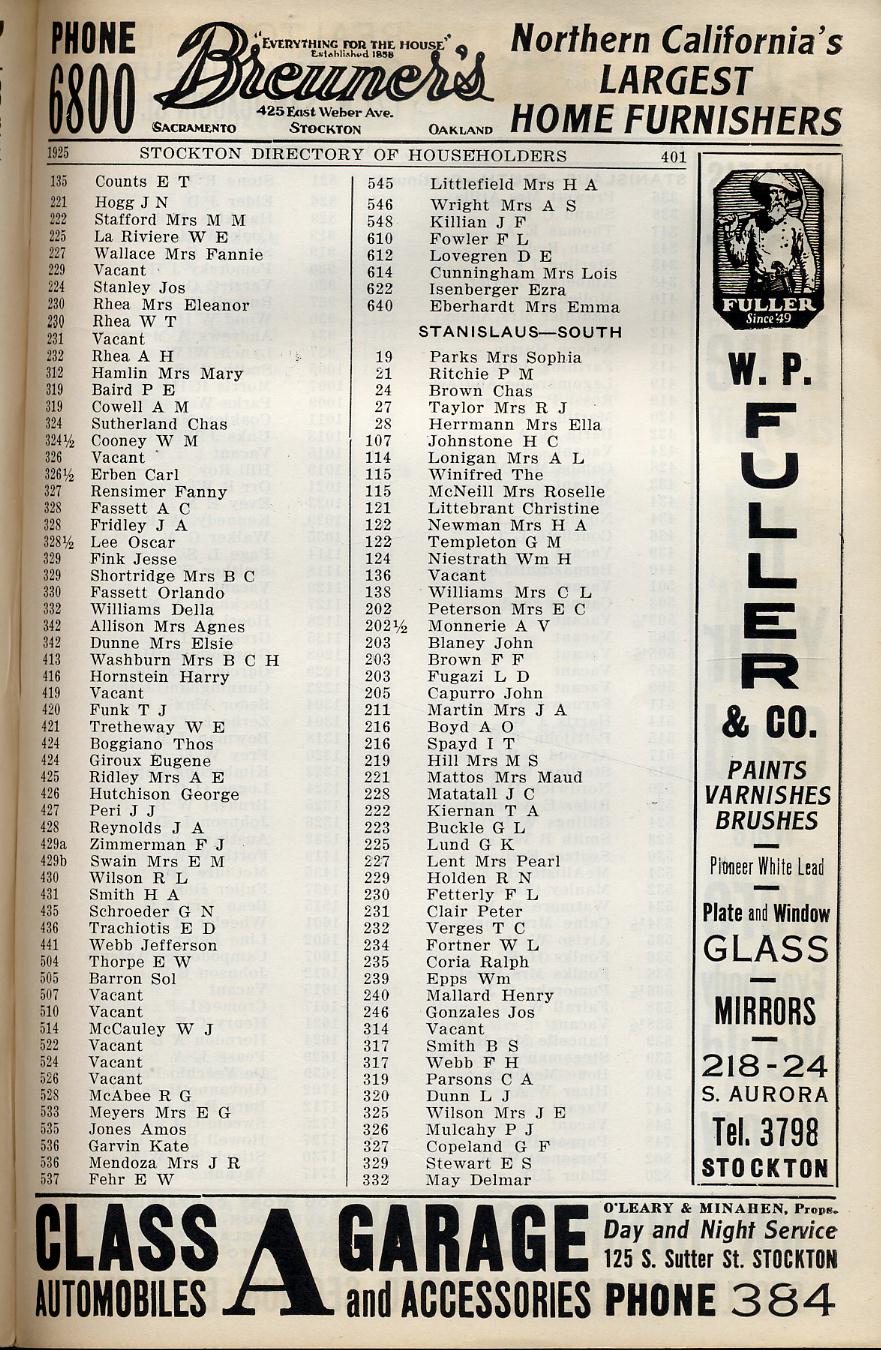 PHONE
6800
"EVERYTHING FOR THE HOUSE"
Established 1858
Breuner's
425 East Weber Ave.
SACRAMENTO STOCKTON OAKLAND
Northern California's
LARGEST
HOME FURNISHERS
1925 STOCKTON DIRECTORY OF HOUSEHOLDERS 401
135 Counts E T
221 Hogg J N
222 Stafford Mrs M M
225 La Riviere W E
227 Wallace Mrs Fannie
229 Vacant
224 Stanley Jos
230 Rhea Mrs Eleanor
230 Rhea W T
231 Vacant
232 Rhea A H
312 Hamlin Mrs Mary
319 Baird P E
319 Cowell A M
324 Sutherland Chas
324½ Cooney W M
326 Vacant
326½ Erben Carl
327 Rensimer Fanny
328 Fassett A C
328 Fridley J A
328½ Lee Oscar
329 Fink Jesse
329 Shortridge Mrs B C
330 Fassett Orlando
332 Williams Della
342 Allison Mrs Agnes
342 Dunne Mrs Elsie
413 Washburn Mrs B C H
416 Hornstein Harry
419 Vacant
420 Funk T J
421 Tretheway W E
424 Boggiano Thos
424 Giroux Eugene
425 Ridley Mrs A E
426 Hutchison George
427 Peri J J
428 Reynolds J A
429a Zimmerman F J
429b Swain Mrs E M
430 Wilson R L
431 Smith H A
435 Schroeder G N
436 Trachiotis E D
441 Webb Jefferson
504 Thorpe E W
505 Barron Sol
507 Vacant
510 Vacant
514 McCauley W J
522 Vacant
524 Vacant
526 Vacant
528 McAbee R G
533 Meyers Mrs E G
535 Jones Amos
536 Garvin Kate
536 Mendoza Mrs J R
537 Fehr E W
545 Littlefield Mrs H A
546 Wright Mrs A S
548 Killian J F
610 Fowler F L
612 Lovegren D E
614 Cunningham Mrs Lois
622 Isenberger Ezra
640 Eberhardt Mrs Emma
STANISLAUS—SOUTH
19 Parks Mrs Sophia
21 Ritchie P M
24 Brown Chas
27 Taylor Mrs R J
28 Herrmann Mrs Ella
107 Johnstone H C
114 Lonigan Mrs A L
115 Winifred The
115 McNeill Mrs Roselle
121 Littebrant Christine
122 Newman Mrs H A
122 Templeton G M
124 Niestrath Wm H
136 Vacant
138 Williams Mrs C L
202 Peterson Mrs E C
202½ Monnerie A V
203 Blaney John
203 Brown F F
203 Fugazi L D
205 Capurro John
211 Martin Mrs J A
216 Boyd A O
216 Spayd I T
219 Hill Mrs M S
221 Mattos Mrs Maud
228 Matatall J C
222 Kiernan T A
223 Buckle G L
225 Lund G K
227 Lent Mrs Pearl
229 Holden R N
230 Fetterly F L
231 Clair Peter
232 Verges T C
234 Fortner W L
235 Coria Ralph
239 Epps Wm
240 Mallard Henry
246 Gonzales Jos
314 Vacant
317 Smith B S
317 Webb F H
319 Parsons C A
320 Dunn L J
325 Wilson Mrs J E
326 Mulcahy P J
327 Copeland G F
329 Stewart E S
332 May Delmar
FULLER
Since '49
W. P.
F
U
L
L
E
R
& CO.
PAINTS
VARNISHES
BRUSHES
Pioneer White Lead
Plate and Window
GLASS
MIRRORS
218-24
S. AURORA
Tel. 3798
STOCKTON
CLASS A GARAGE
AUTOMOBILES and ACCESSORIES
O'LEARY & MINAHEN, Props.
Day and Night Service
125 S. Sutter St. STOCKTON
PHONE 384